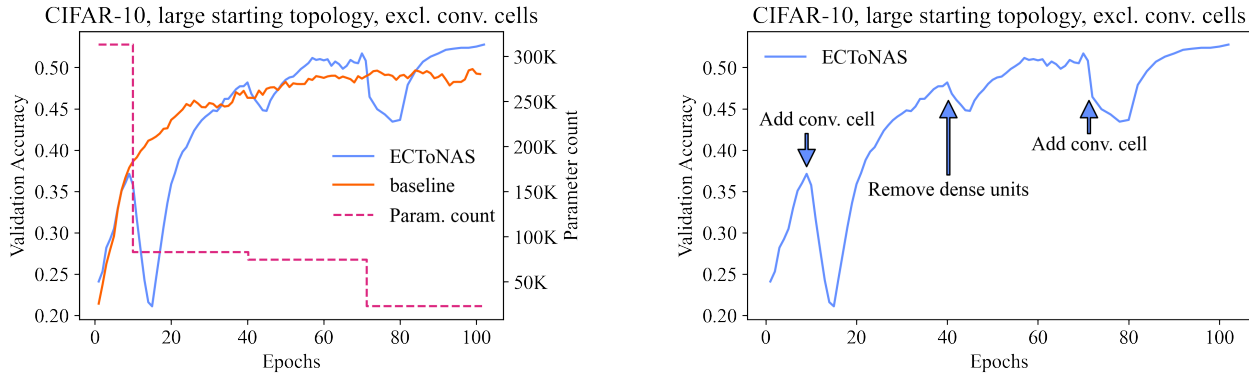 CIFAR-10, large starting topology, excl. conv. cells
Validation Accuracy
0.50
0.45
0.40
0.35
0.30
0.25
0.20
0
20
40
60
80
100
Epochs
300K
250K
200K
150K
100K
50K
Parameter count
ECToNAS
baseline
Param. count
CIFAR-10, large starting topology, excl. conv. cells
Validation Accuracy
0.50
0.45
0.40
0.35
0.30
0.25
0.20
0
20
40
60
80
100
Epochs
ECToNAS
Add conv. cell
Remove dense units
Add conv. cell